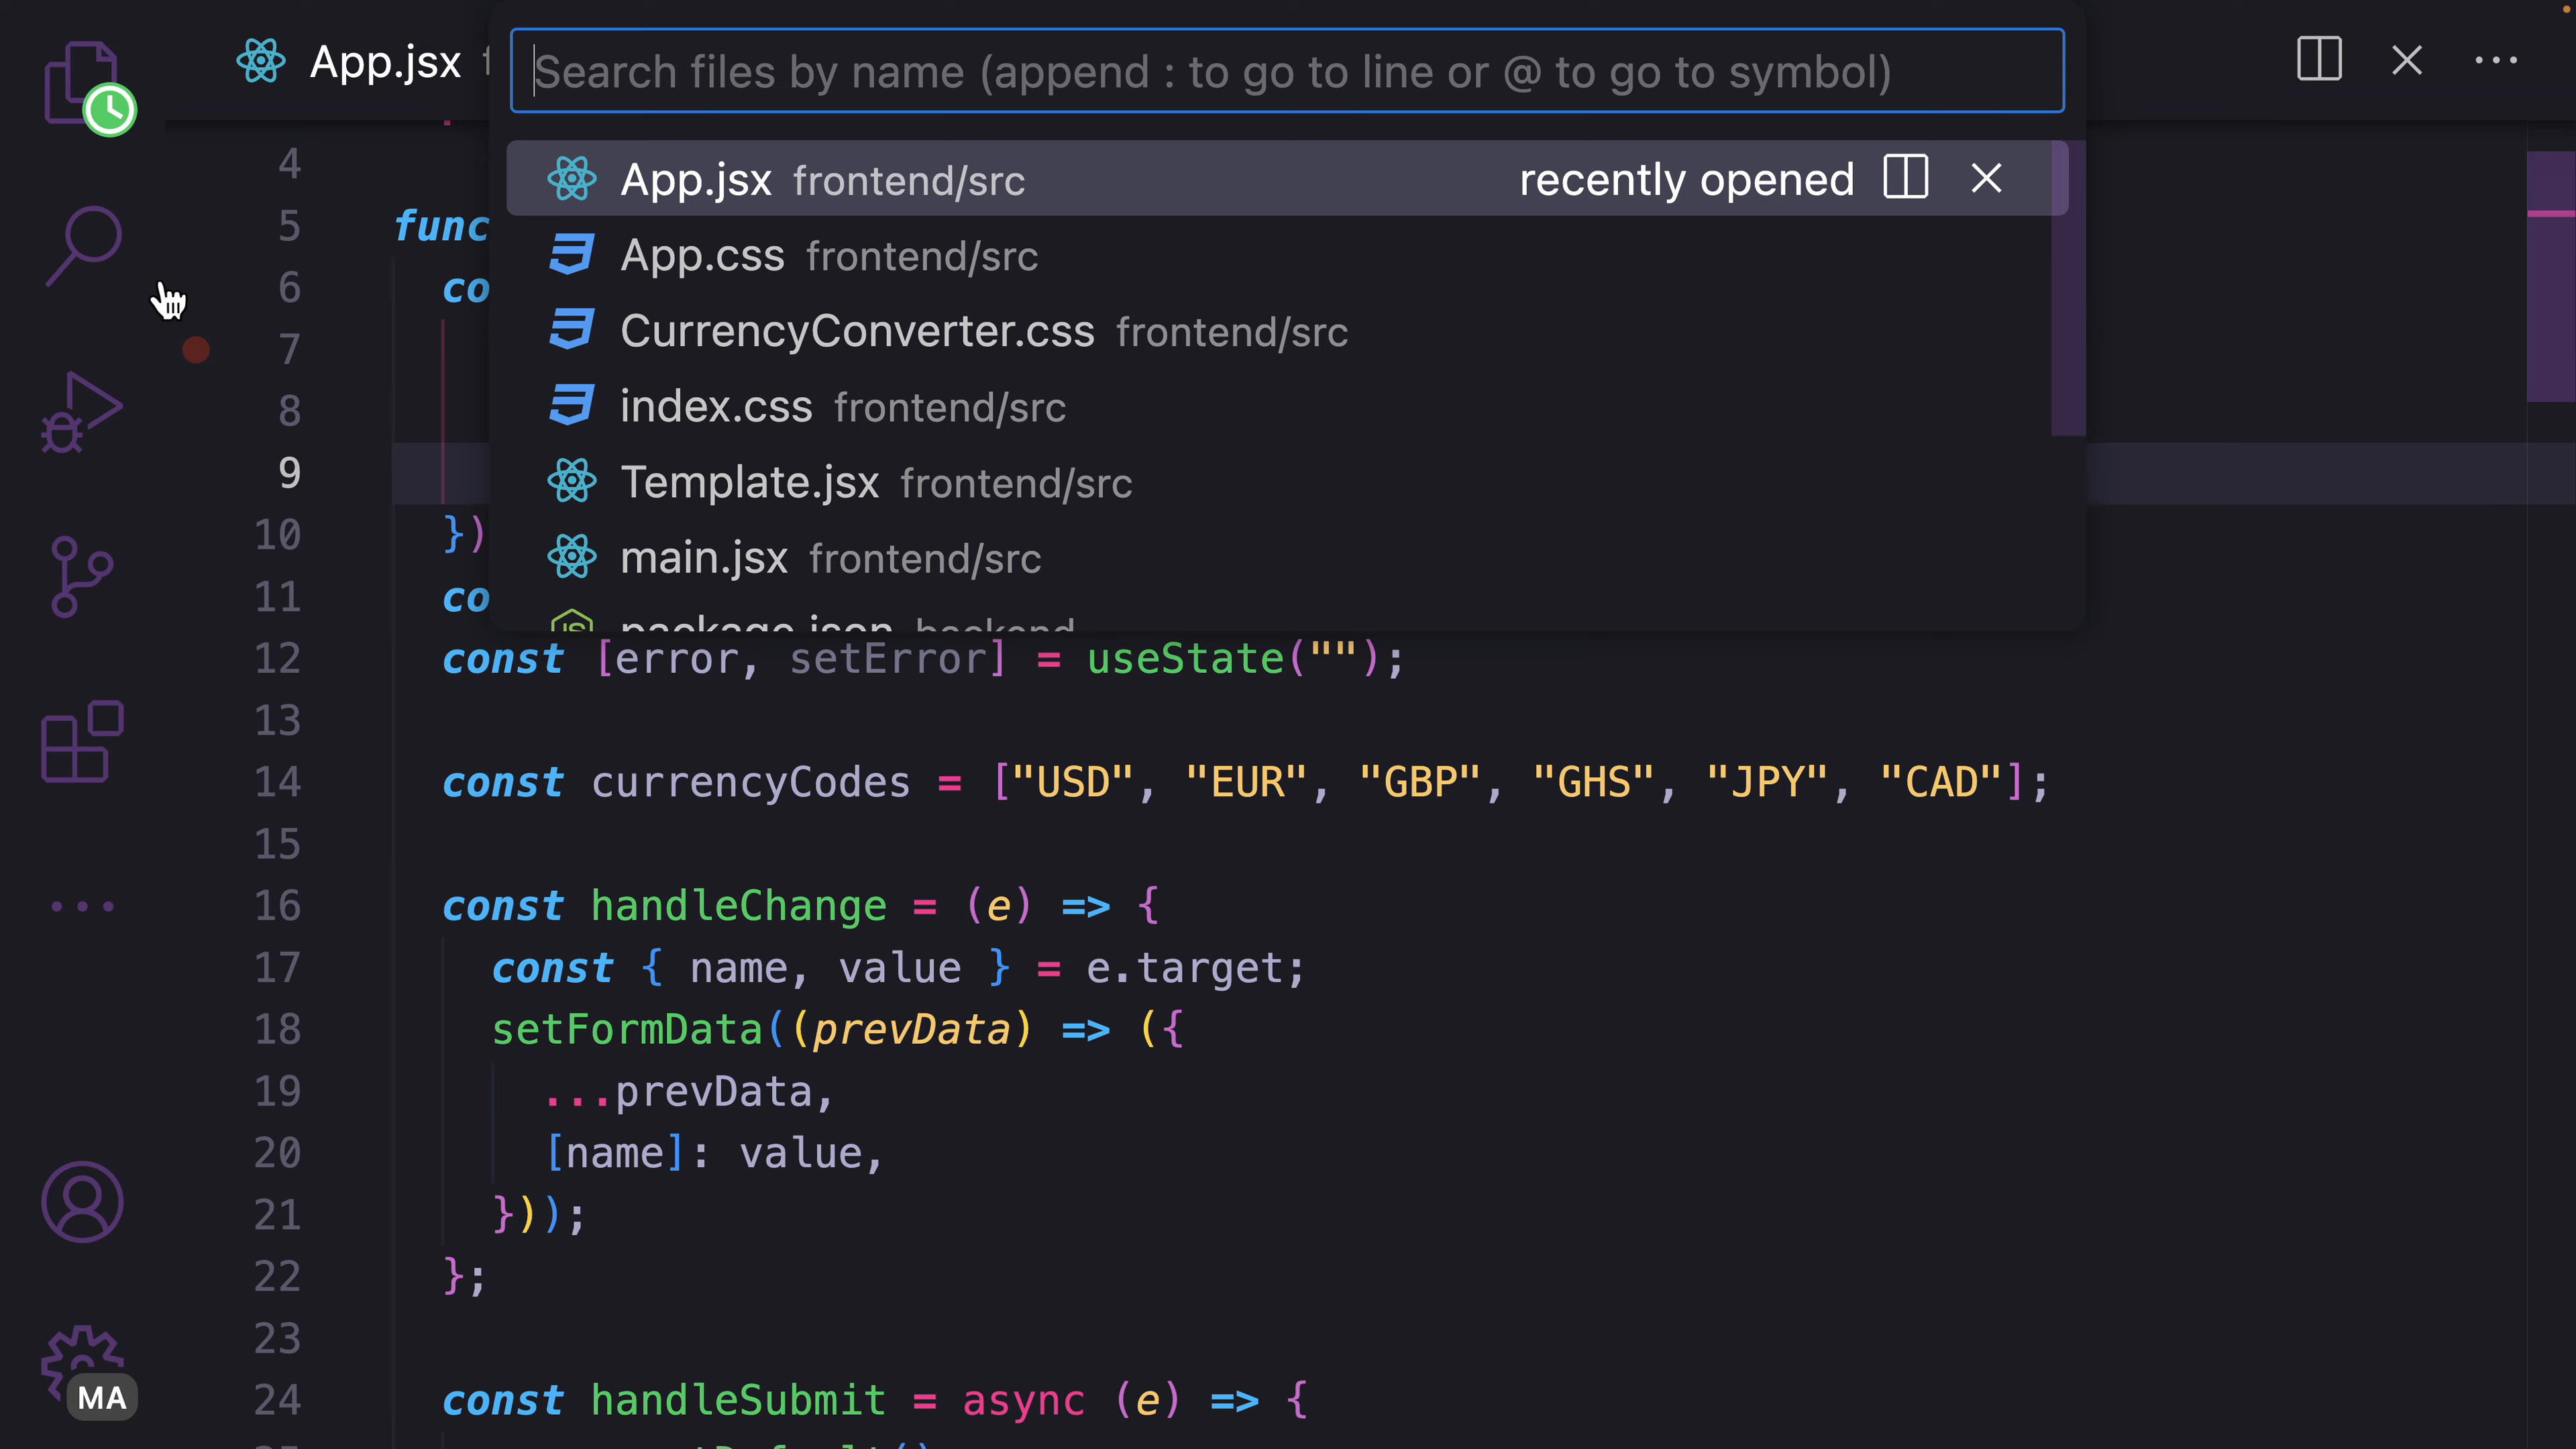 App.jsx
Search files by name (append : to go to line or @ to go to symbol)
App.jsx frontend/src recently opened
App.css frontend/src
CurrencyConverter.css frontend/src
index.css frontend/src
Template.jsx frontend/src
main.jsx frontend/src
package.json backend
4
5 func
6 co
7
8
9
10 })
11 co
12 const [error, setError] = useState("");
13
14 const currencyCodes = ["USD", "EUR", "GBP", "GHS", "JPY", "CAD"];
15
16 const handleChange = (e) => {
17 const { name, value } = e.target;
18 setFormData((prevData) => ({
19 ...prevData,
20 [name]: value,
21 }));
22 };
23
24 const handleSubmit = async (e) => {
MA